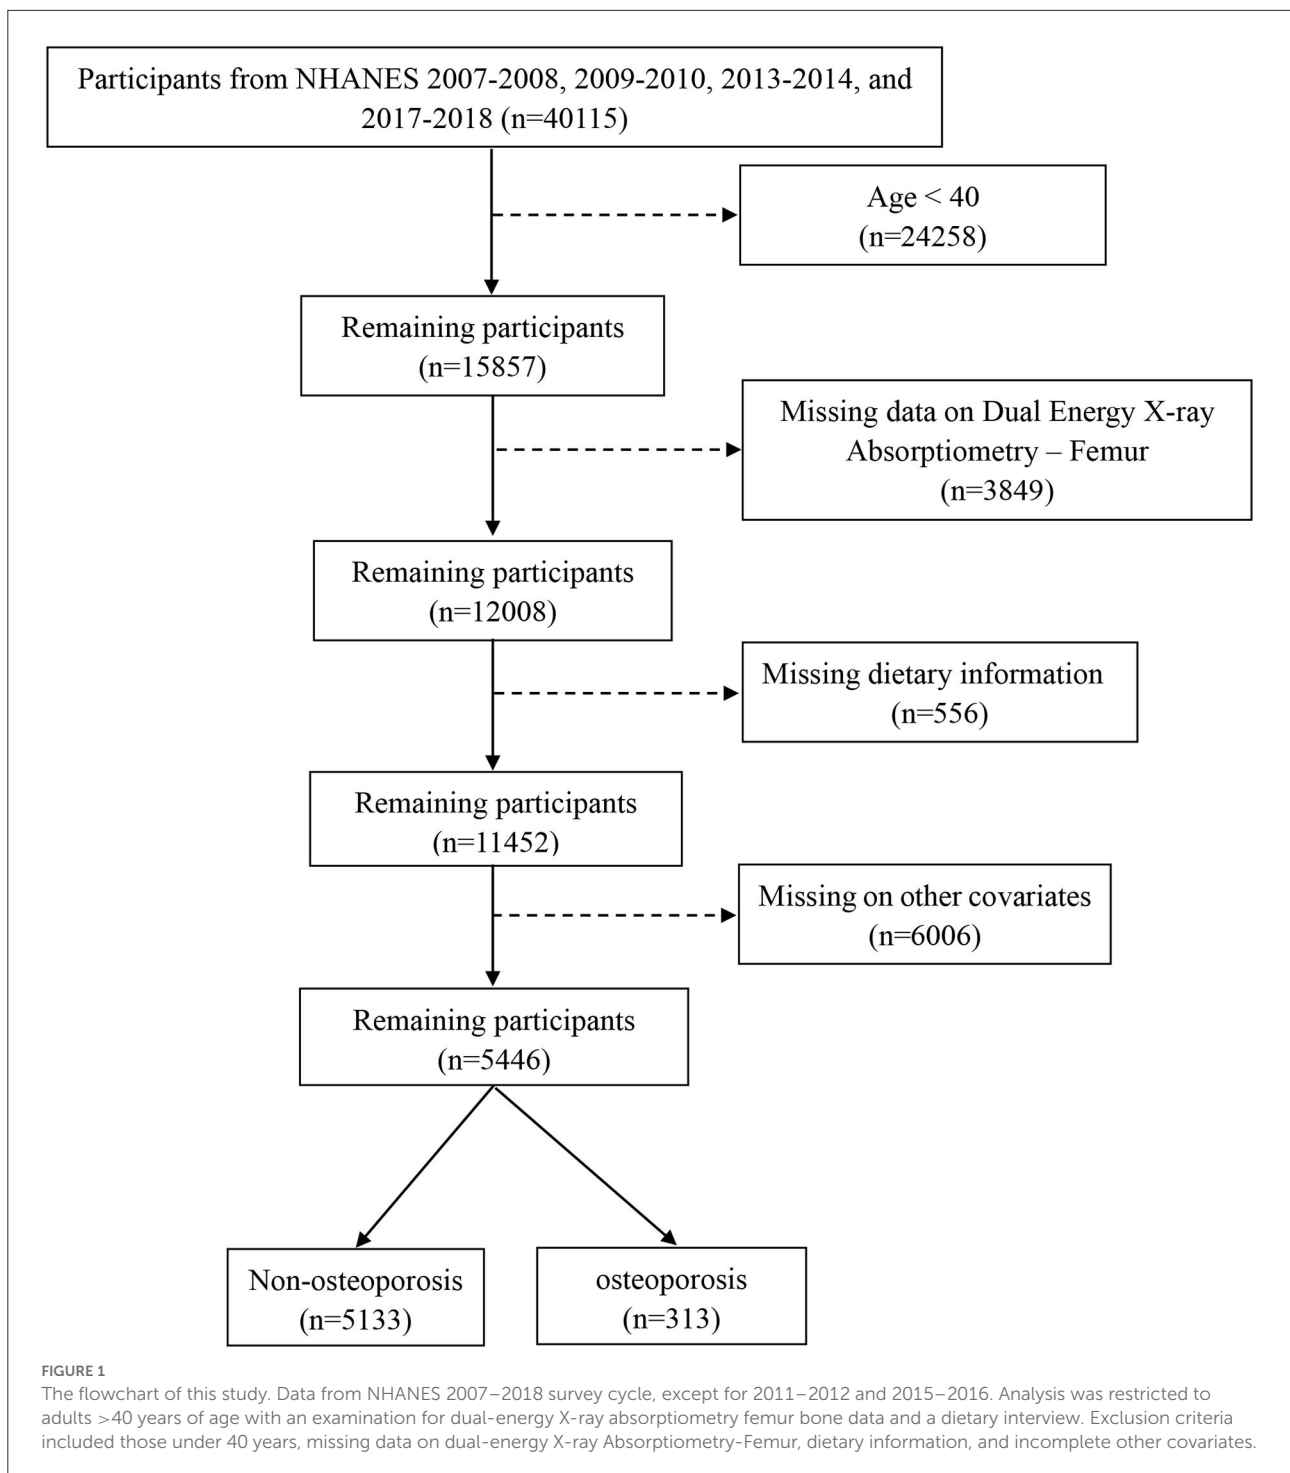 Participants from NHANES 2007-2008, 2009-2010, 2013-2014, and
2017-2018 (n=40115)
Age < 40
(n=24258)
Remaining participants
(n=15857)
Missing data on Dual Energy X-ray
Absorptiometry – Femur
(n=3849)
Remaining participants
(n=12008)
Missing dietary information
(n=556)
Remaining participants
(n=11452)
Missing on other covariates
(n=6006)
Remaining participants
(n=5446)
Non-osteoporosis
(n=5133)
osteoporosis
(n=313)
FIGURE 1
The flowchart of this study. Data from NHANES 2007–2018 survey cycle, except for 2011–2012 and 2015–2016. Analysis was restricted to
adults >40 years of age with an examination for dual-energy X-ray absorptiometry femur bone data and a dietary interview. Exclusion criteria
included those under 40 years, missing data on dual-energy X-ray Absorptiometry-Femur, dietary information, and incomplete other covariates.